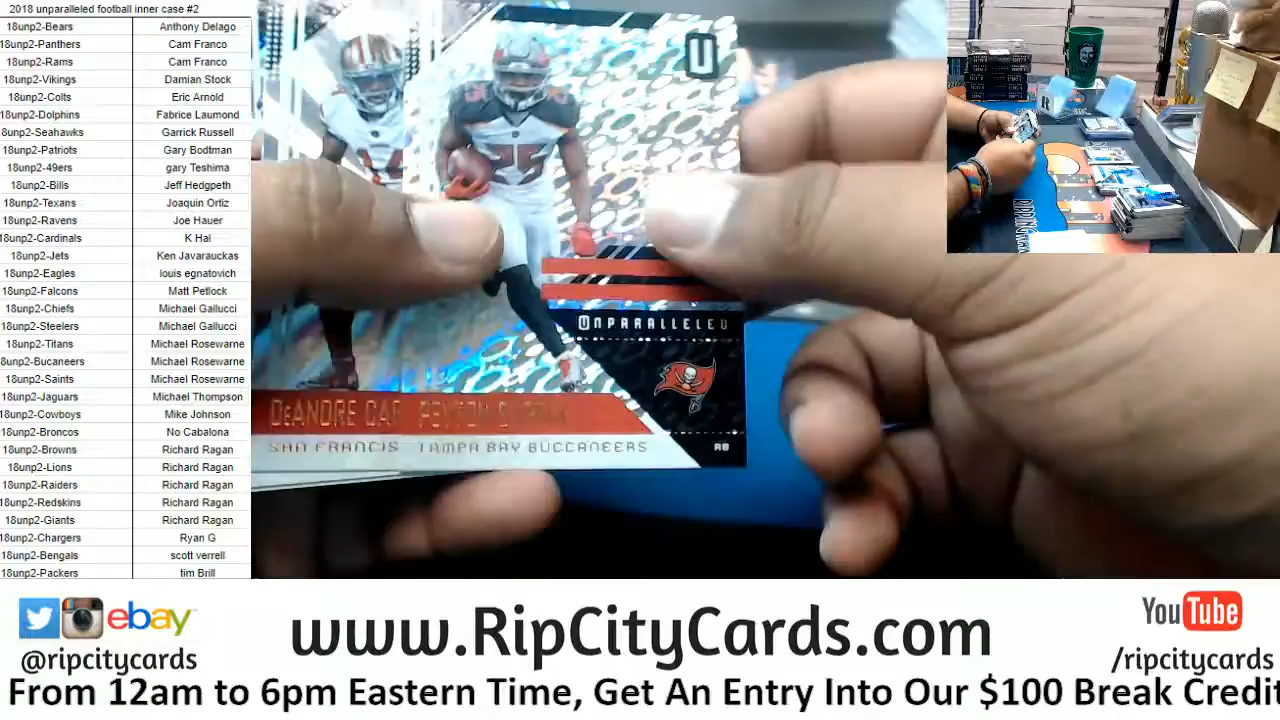 2018 unparalleled football inner case #2
18unp2-Bears Anthony Delago
18unp2-Panthers Cam Franco
18unp2-Rams Cam Franco
18unp2-Vikings Damian Stock
18unp2-Colts Eric Arnold
18unp2-Dolphins Fabrice Laumond
8unp2-Seahawks Garrick Russell
18unp2-Patriots Gary Bodtman
18unp2-49ers gary Teshima
18unp2-Bills Jeff Hedgpeth
18unp2-Texans Joaquin Ortiz
18unp2-Ravens Joe Hauer
18unp2-Cardinals K Hai
18unp2-Jets Ken Javarauckas
18unp2-Eagles louis egnatovich
18unp2-Falcons Matt Petlock
18unp2-Chiefs Michael Gallucci
18unp2-Steelers Michael Gallucci
18unp2-Titans Michael Rosewarne
8unp2-Bucaneers Michael Rosewarne
18unp2-Saints Michael Rosewarne
18unp2-Jaguars Michael Thompson
18unp2-Cowboys Mike Johnson
18unp2-Broncos No Cabalona
18unp2-Browns Richard Ragan
18unp2-Lions Richard Ragan
18unp2-Raiders Richard Ragan
18unp2-Redskins Richard Ragan
18unp2-Giants Richard Ragan
18unp2-Chargers Ryan G
18unp2-Bengals scott verrell
18unp2-Packers tim Brill
U
UNPARALLELED
DeANDRE CAR
PEYTON
SAN FRANCIS
TAMPA BAY BUCCANEERS
RB
ebay
@ripcitycards
www.RipCityCards.com
YouTube
/ripcitycards
From 12am to 6pm Eastern Time, Get An Entry Into Our $100 Break Credit